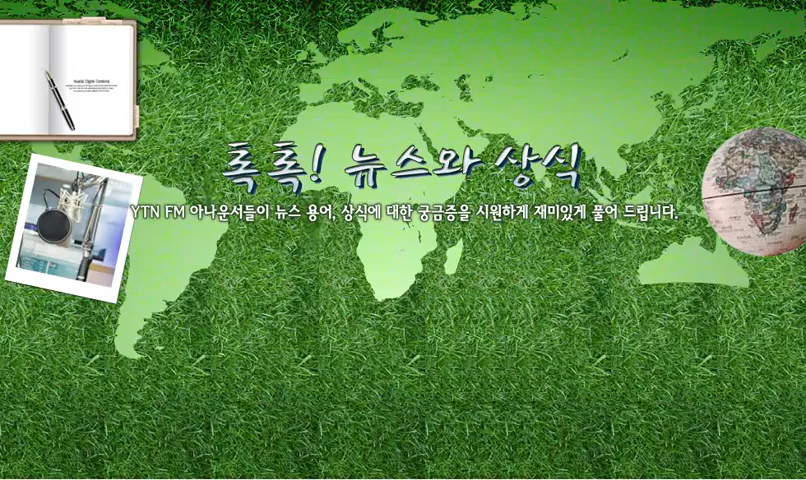 톡톡! 뉴스와 상식
YTN FM 아나운서들이 뉴스 용어, 상식에 대한 궁금증을 시원하게 재미있게 풀어 드립니다.